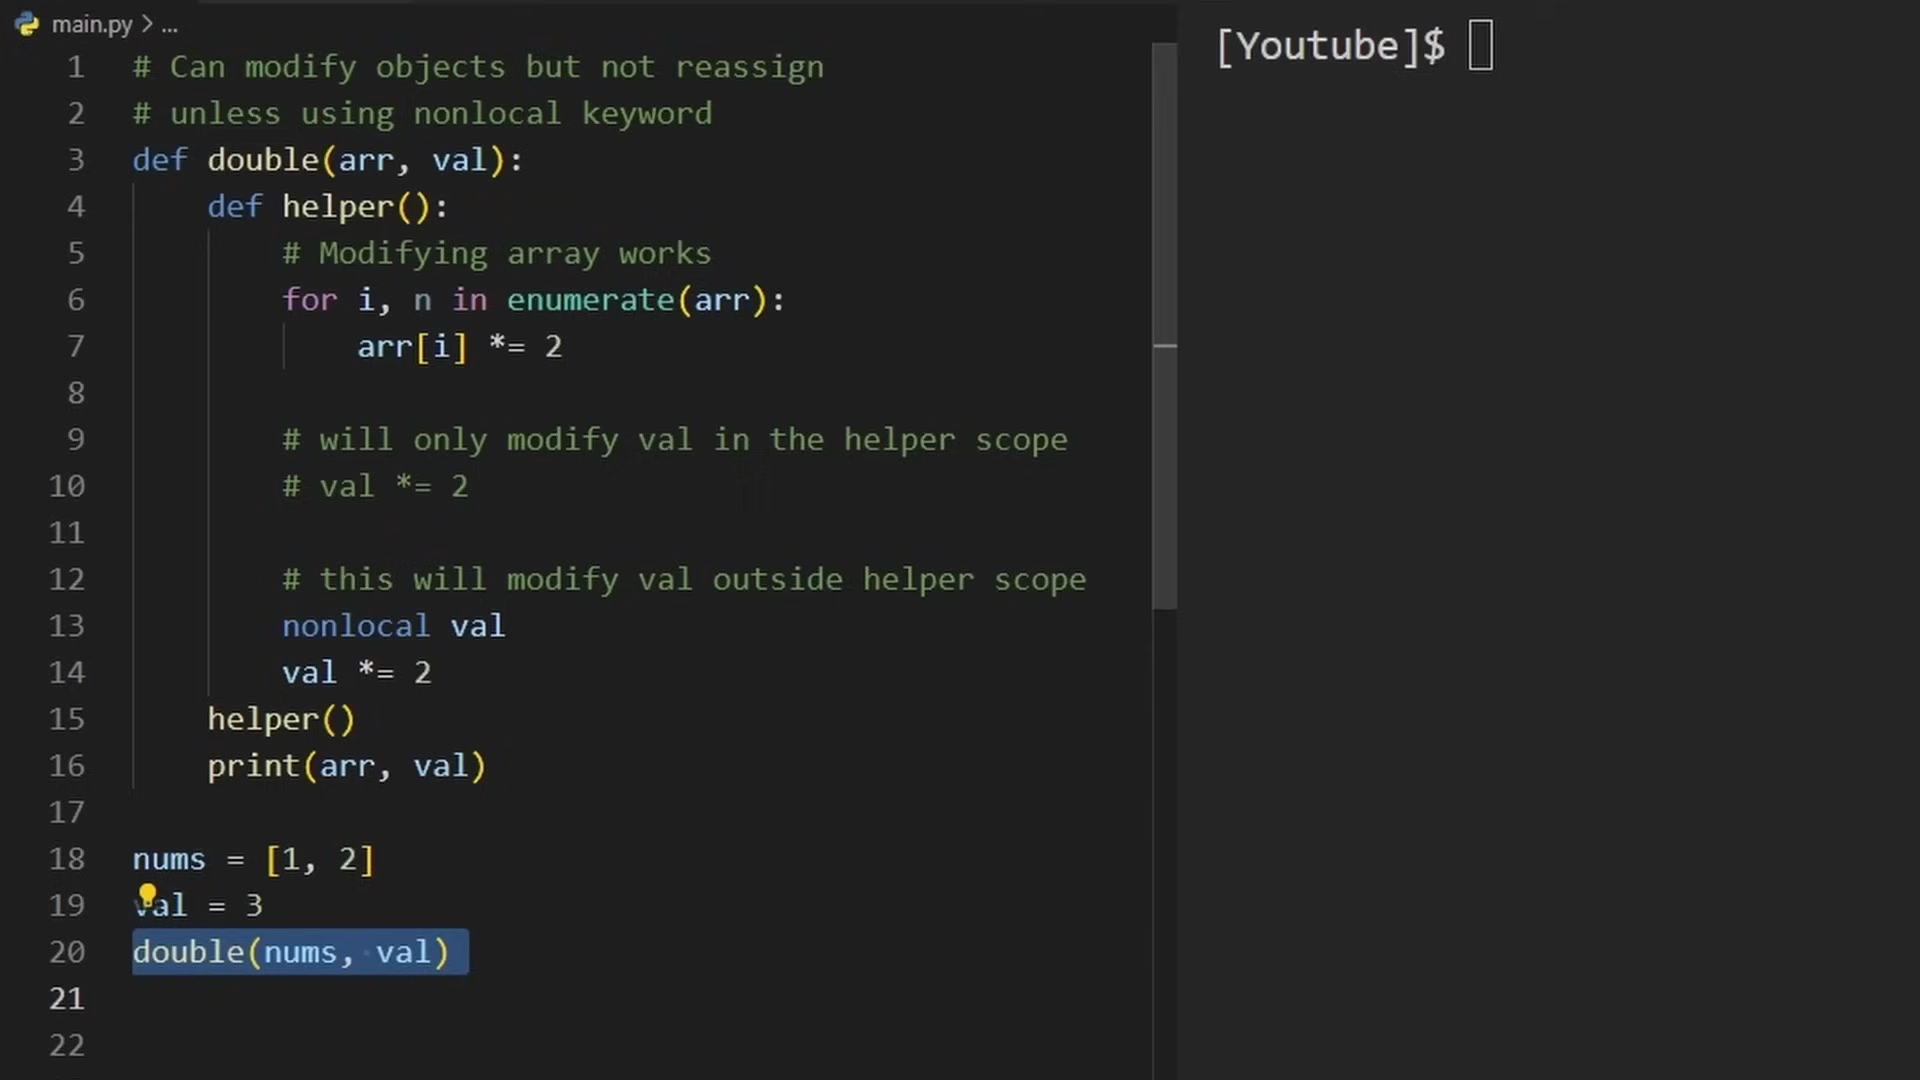 main.py > ...
1 # Can modify objects but not reassign
2 # unless using nonlocal keyword
3 def double(arr, val):
4     def helper():
5         # Modifying array works
6         for i, n in enumerate(arr):
7             arr[i] *= 2
8
9         # will only modify val in the helper scope
10         # val *= 2
11
12         # this will modify val outside helper scope
13         nonlocal val
14         val *= 2
15     helper()
16     print(arr, val)
17
18 nums = [1, 2]
19 val = 3
20 double(nums, val)
21
22
[Youtube]$